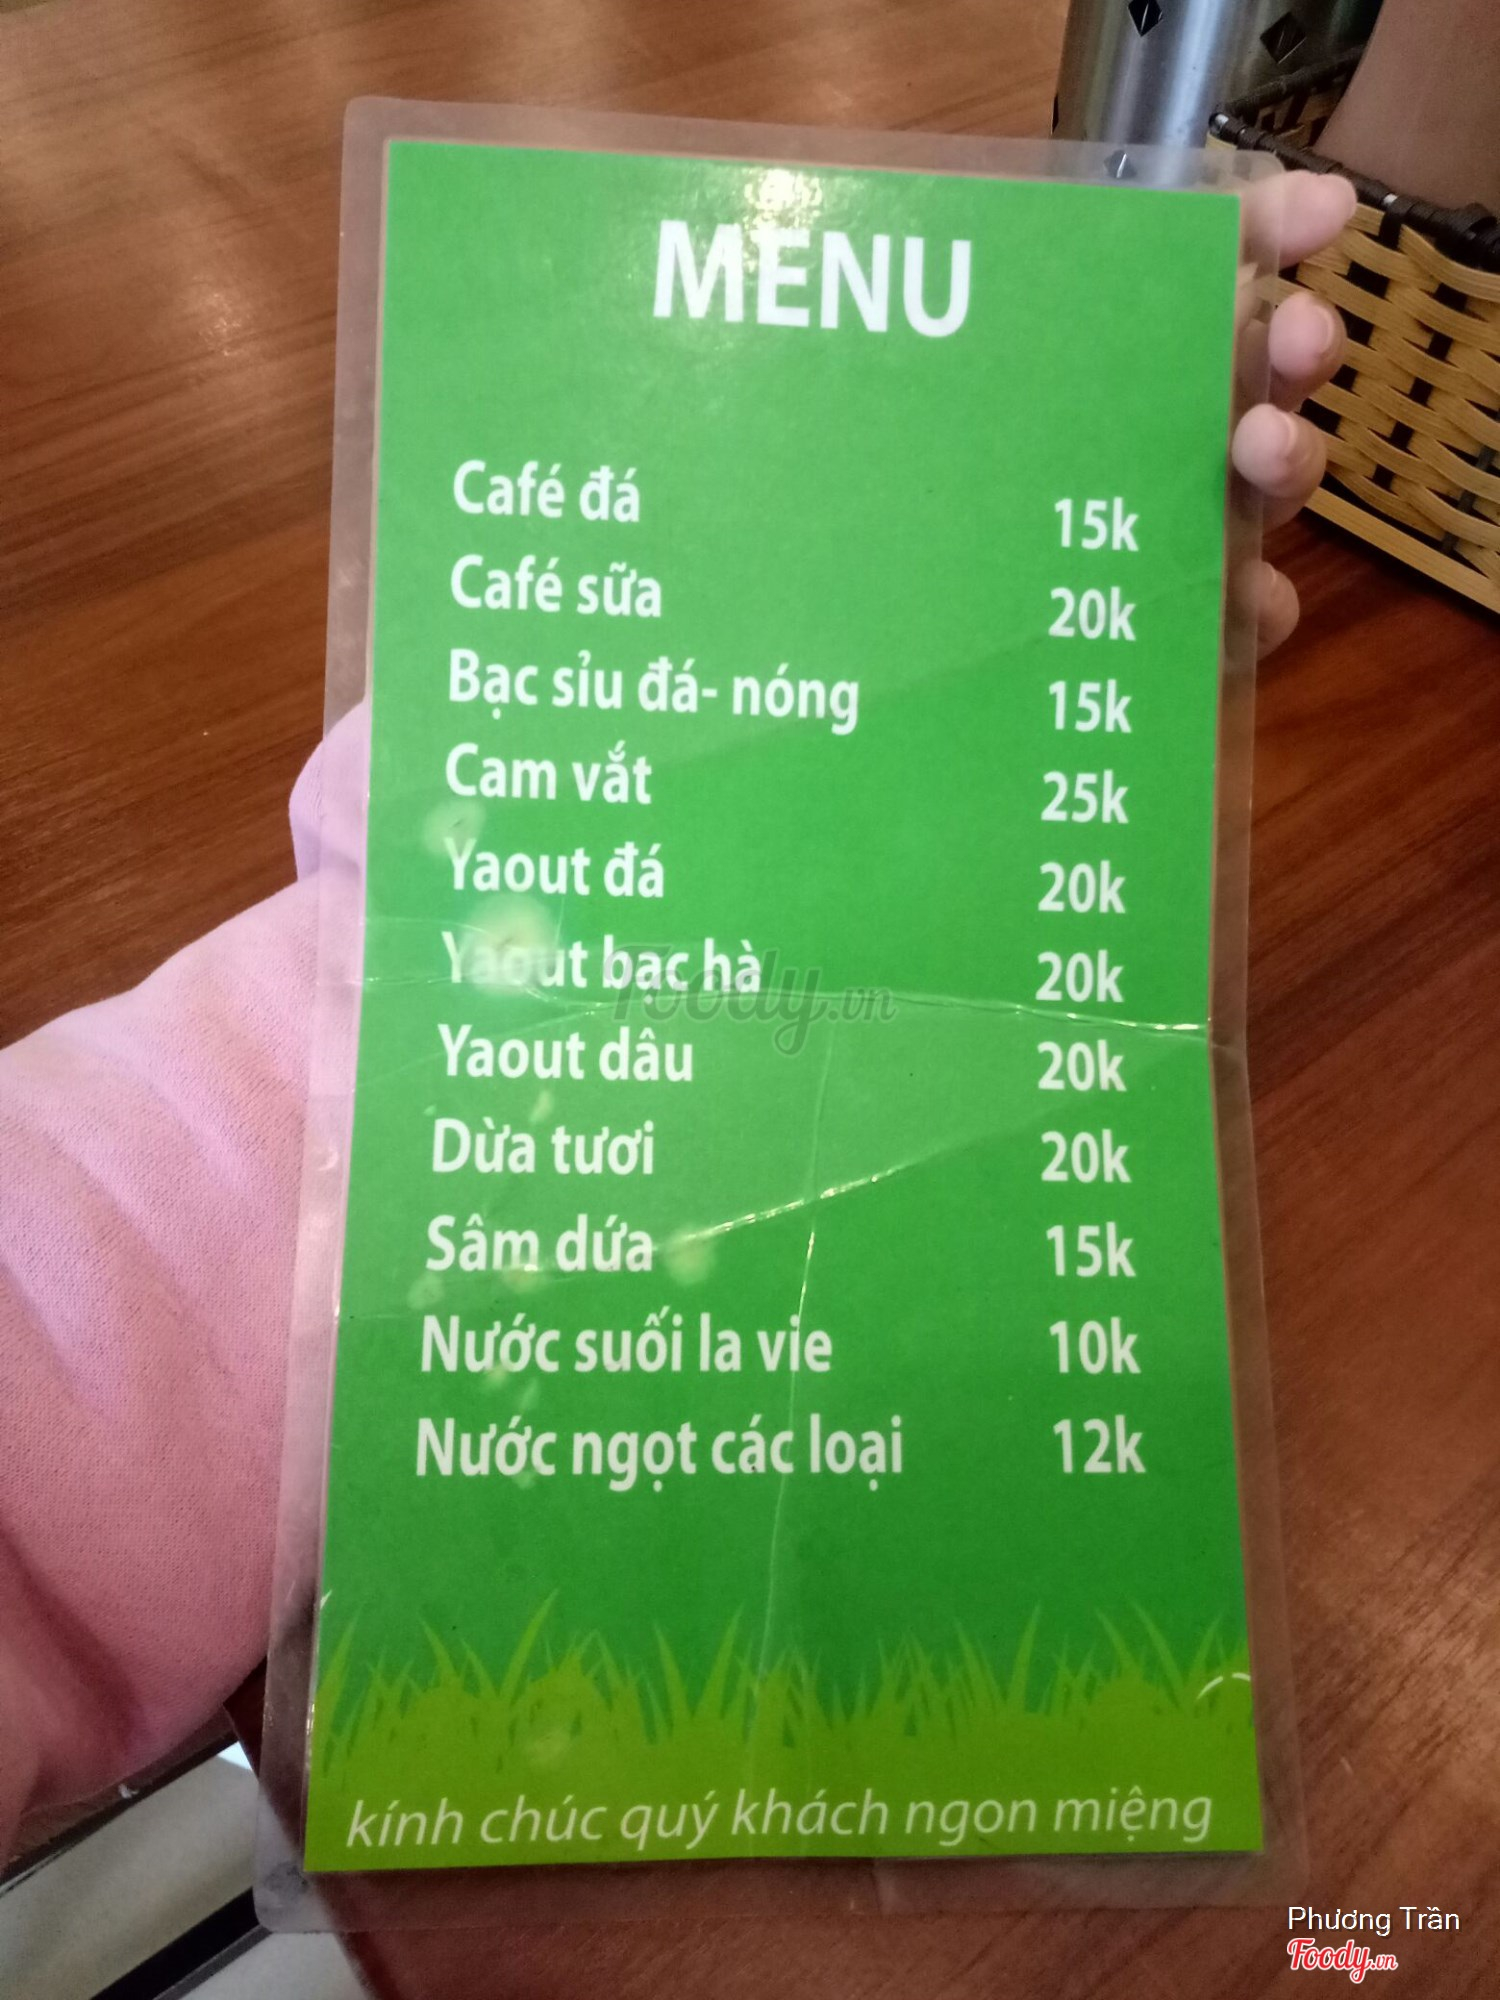 MENU
Café đá 15k
Café sữa 20k
Bạc sỉu đá- nóng 15k
Cam vắt 25k
Yaout đá 20k
Yaout bạc hà 20k
Yaout dâu 20k
Dừa tươi 20k
Sâm dứa 15k
Nước suối la vie 10k
Nước ngọt các loại 12k
kính chúc quý khách ngon miệng
Foody.vn
Phương Trần
Foody.vn